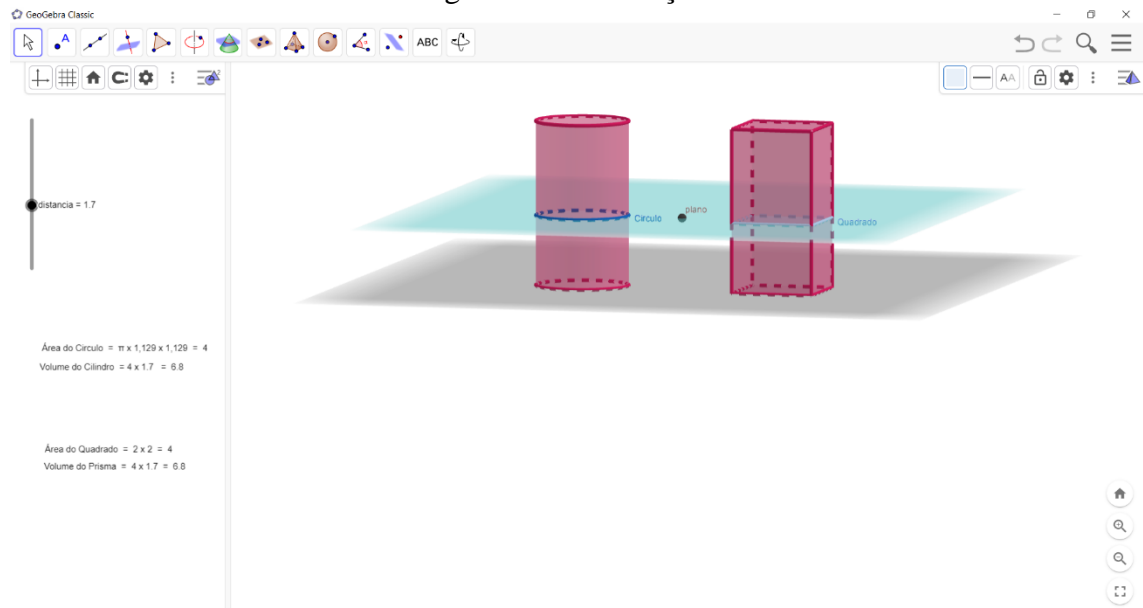 GeoGebra Classic
A
ABC
AA
distancia = 1.7
plano
Circulo
Quadrado
Área do Circulo = π x 1,129 x 1,129 = 4
Volume do Cilindro = 4 x 1.7 = 6.8
Área do Quadrado = 2 x 2 = 4
Volume do Prisma = 4 x 1.7 = 6.8